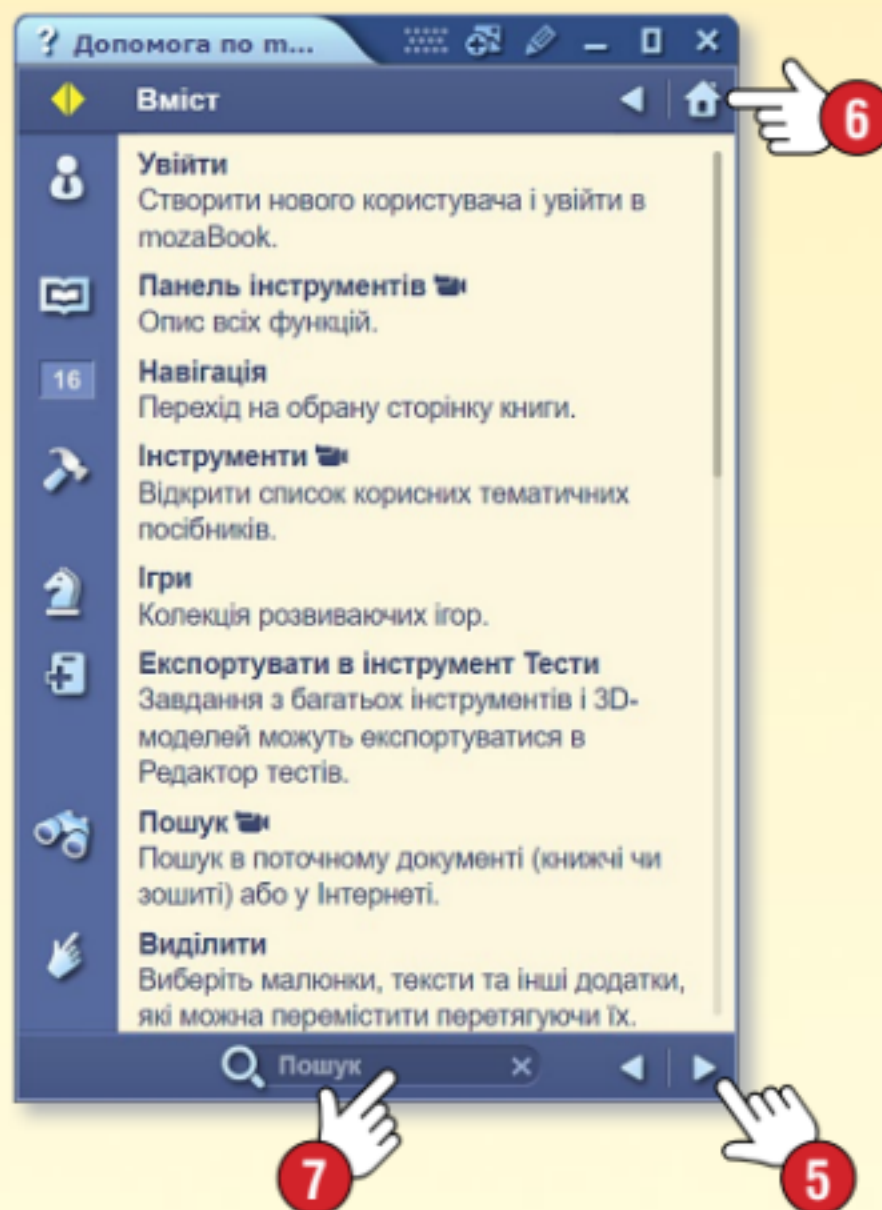 ? Допомога по m...
Вміст
6
Увійти
Створити нового користувача і увійти в
mozaBook.
Панель інструментів
Опис всіх функцій.
16
Навігація
Перехід на обрану сторінку книги.
Інструменти
Відкрити список корисних тематичних
посібників.
Ігри
Колекція розвиваючих ігор.
Експортувати в інструмент Тести
Завдання з багатьох інструментів і 3D-
моделей можуть експортуватися в
Редактор тестів.
Пошук
Пошук в поточному документі (книжчі чи
зошиті) або у Інтернеті.
Виділити
Виберіть малюнки, тексти та інші додатки,
які можна перемістити перетягуючи їх.
Пошук
7
5